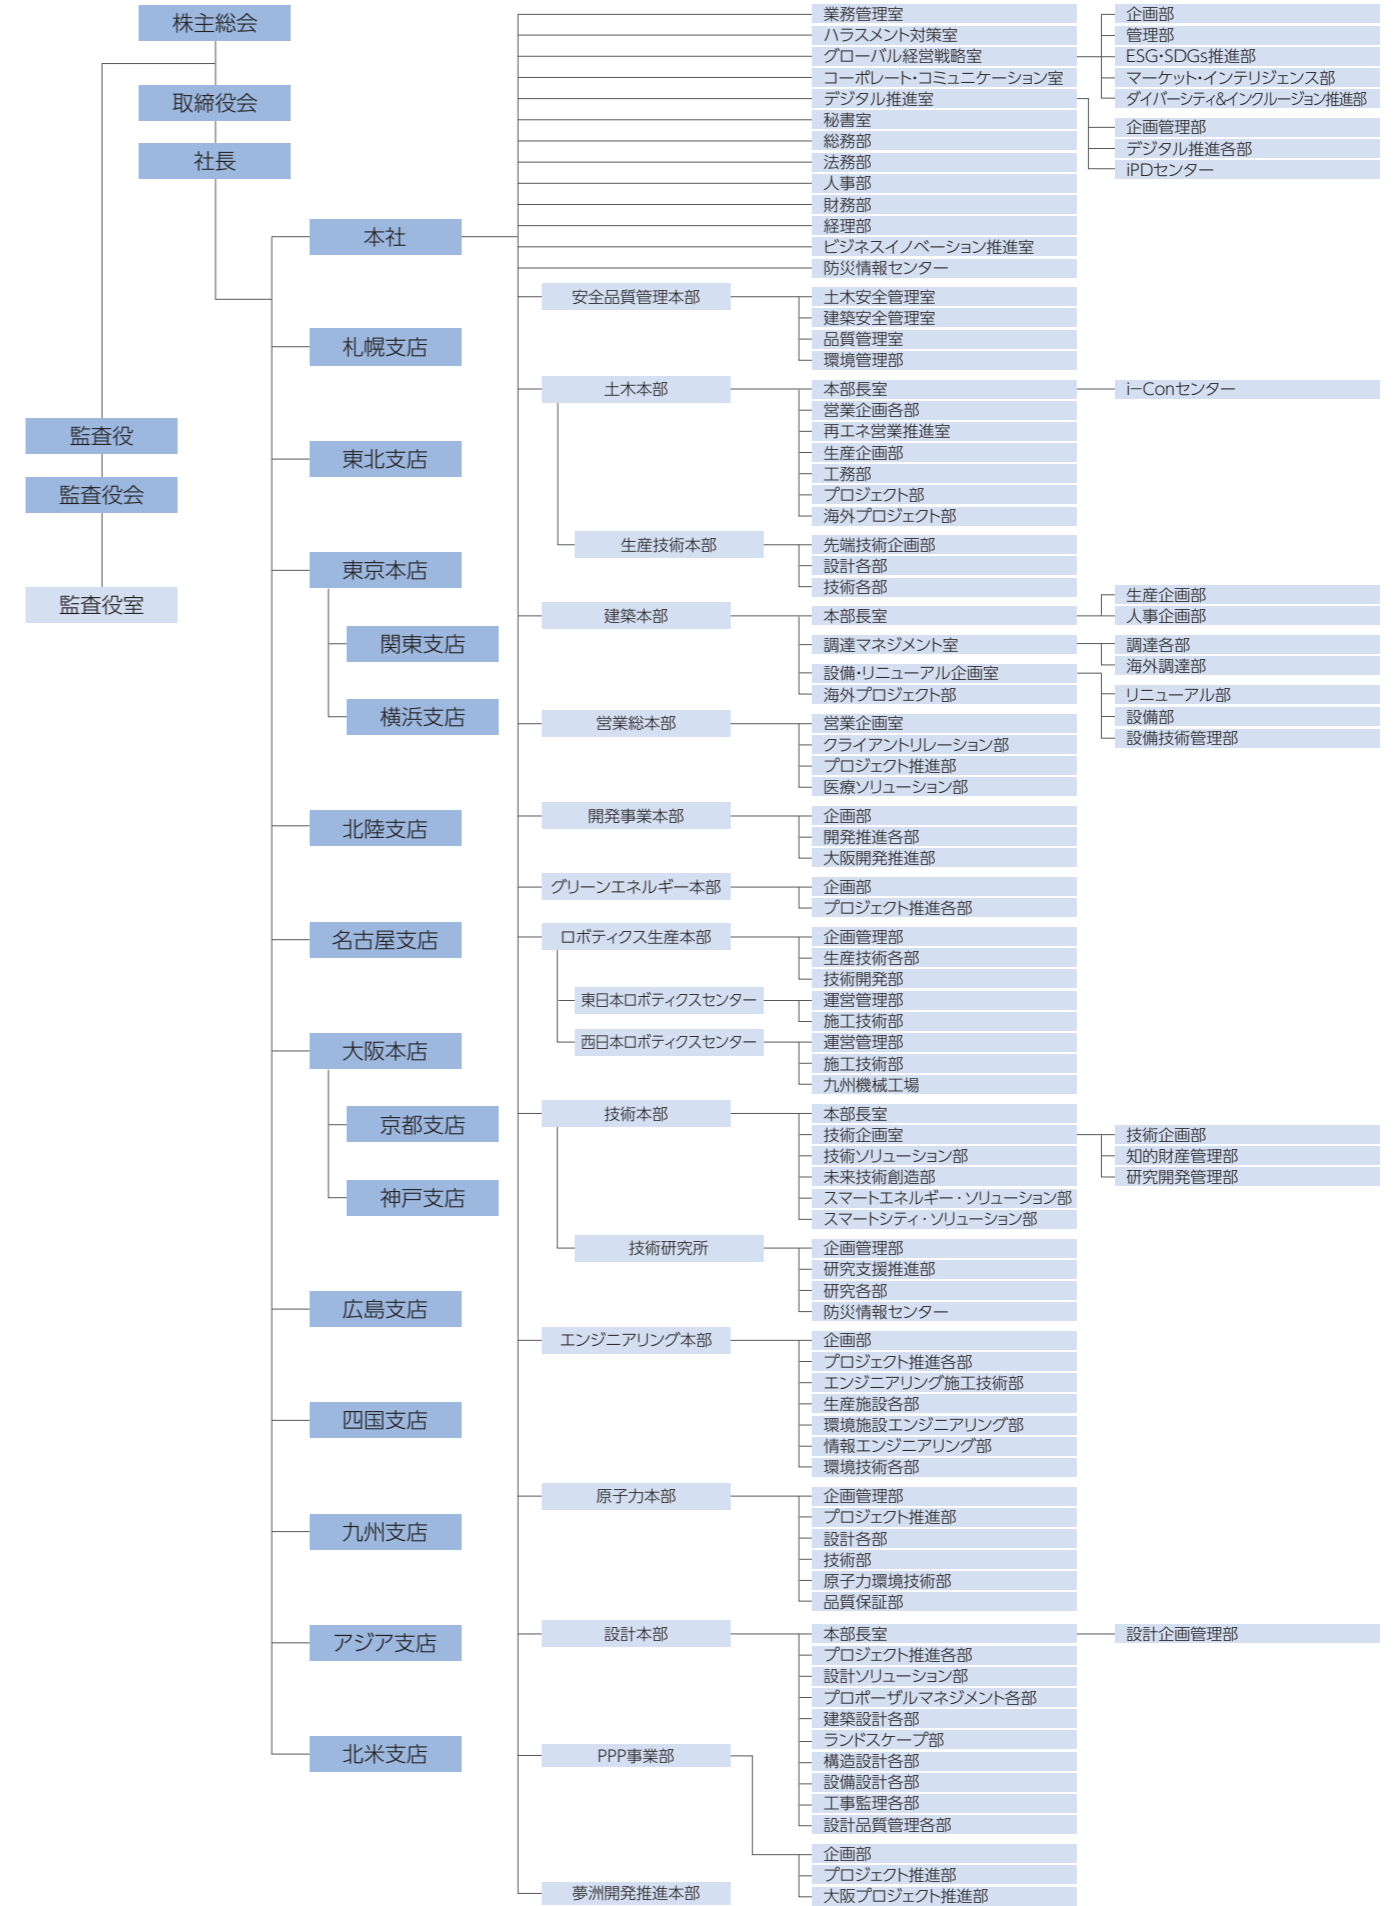 株主総会
取締役会
社長
監査役
監査役会
監査役室
本社
札幌支店
東北支店
東京本店
関東支店
横浜支店
北陸支店
名古屋支店
大阪本店
京都支店
神戸支店
広島支店
四国支店
九州支店
アジア支店
北米支店
業務管理室
ハラスメント対策室
グローバル経営戦略室
企画部
管理部
ESG・SDGs推進部
マーケット・インテリジェンス部
ダイバーシティ&インクルージョン推進部
コーポレート・コミュニケーション室
デジタル推進室
企画管理部
デジタル推進各部
iPDセンター
秘書室
総務部
法務部
人事部
財務部
経理部
ビジネスイノベーション推進室
防災情報センター
安全品質管理本部
土木安全管理室
建築安全管理室
品質管理室
環境管理部
土木本部
本部長室
i-Conセンター
営業企画各部
再エネ営業推進室
生産企画部
工務部
プロジェクト部
海外プロジェクト部
生産技術本部
先端技術企画部
設計各部
技術各部
建築本部
本部長室
生産企画部
人事企画部
調達マネジメント室
調達各部
海外調達部
設備・リニューアル企画室
リニューアル部
設備部
設備技術管理部
海外プロジェクト部
営業総本部
営業企画室
クライアントリレーション部
プロジェクト推進部
医療ソリューション部
開発事業本部
企画部
開発推進各部
大阪開発推進部
グリーンエネルギー本部
企画部
プロジェクト推進各部
ロボティクス生産本部
企画管理部
生産技術各部
技術開発部
東日本ロボティクスセンター
運営管理部
施工技術部
西日本ロボティクスセンター
運営管理部
施工技術部
九州機械工場
技術本部
本部長室
技術企画室
技術企画部
知的財産管理部
研究開発管理部
技術ソリューション部
未来技術創造部
スマートエネルギー・ソリューション部
スマートシティ・ソリューション部
技術研究所
企画管理部
研究支援推進部
研究各部
防災情報センター
エンジニアリング本部
企画部
プロジェクト推進各部
エンジニアリング施工技術部
生産施設各部
環境施設エンジニアリング部
情報エンジニアリング部
環境技術各部
原子力本部
企画管理部
プロジェクト推進部
設計各部
技術部
原子力環境技術部
品質保証部
設計本部
本部長室
設計企画管理部
プロジェクト推進各部
設計ソリューション部
プロポーザルマネジメント各部
建築設計各部
ランドスケープ部
構造設計各部
設備設計各部
工事監理各部
設計品質管理各部
PPP事業部
企画部
プロジェクト推進部
大阪プロジェクト推進部
夢洲開発推進本部